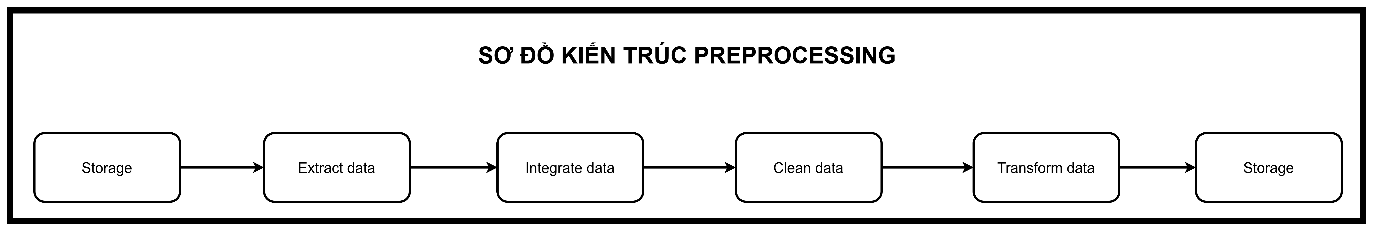 SƠ ĐỒ KIẾN TRÚC PREPROCESSING
Storage
Extract data
Integrate data
Clean data
Transform data
Storage